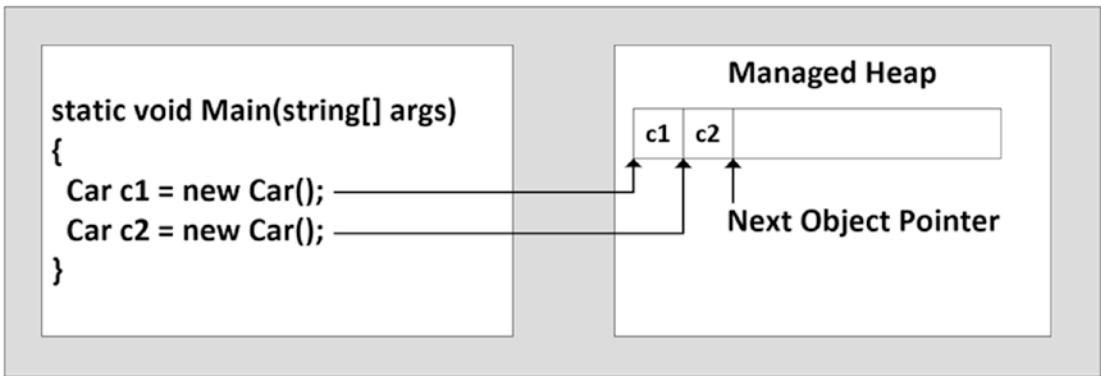 static void Main(string[] args)
{
Car c1 = new Car();
Car c2 = new Car();
}
Managed Heap
c1 c2
Next Object Pointer